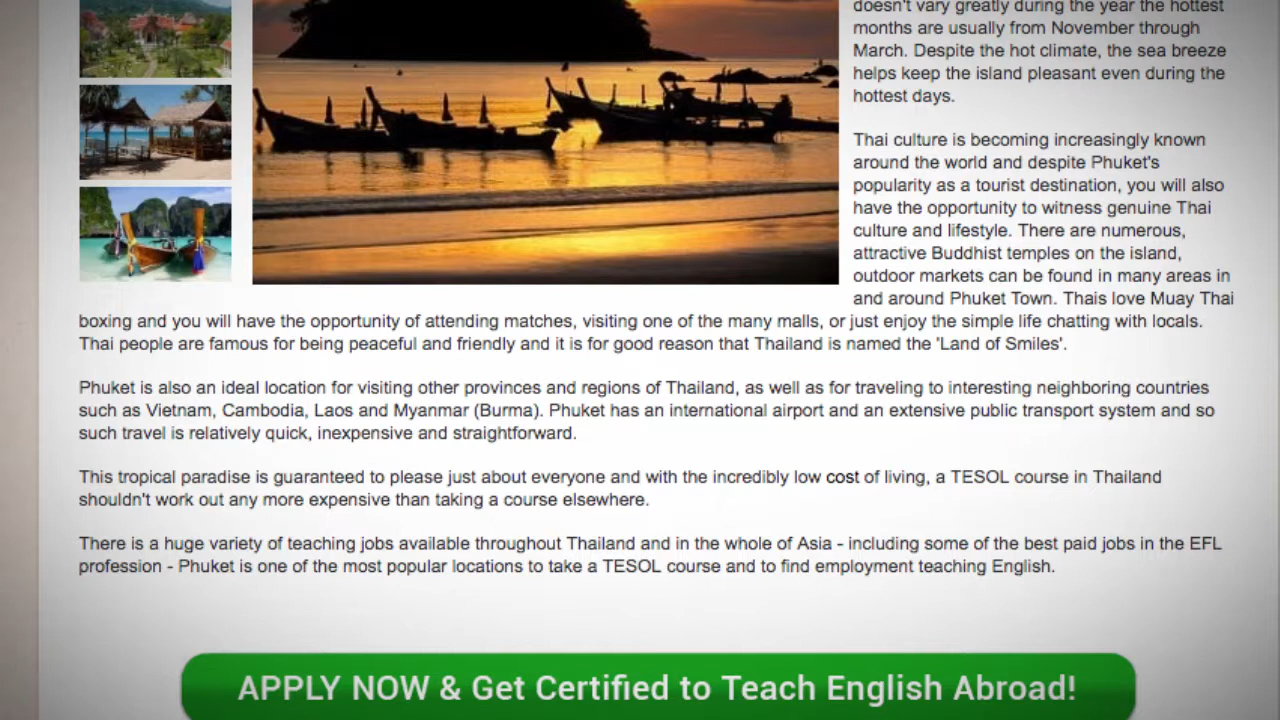 doesn't vary greatly during the year the hottest
months are usually from November through
March. Despite the hot climate, the sea breeze
helps keep the island pleasant even during the
hottest days.
Thai culture is becoming increasingly known
around the world and despite Phuket's
popularity as a tourist destination, you will also
have the opportunity to witness genuine Thai
culture and lifestyle. There are numerous,
attractive Buddhist temples on the island,
outdoor markets can be found in many areas in
and around Phuket Town. Thais love Muay Thai
boxing and you will have the opportunity of attending matches, visiting one of the many malls, or just enjoy the simple life chatting with locals.
Thai people are famous for being peaceful and friendly and it is for good reason that Thailand is named the 'Land of Smiles'.
Phuket is also an ideal location for visiting other provinces and regions of Thailand, as well as for traveling to interesting neighboring countries
such as Vietnam, Cambodia, Laos and Myanmar (Burma). Phuket has an international airport and an extensive public transport system and so
such travel is relatively quick, inexpensive and straightforward.
This tropical paradise is guaranteed to please just about everyone and with the incredibly low cost of living, a TESOL course in Thailand
shouldn't work out any more expensive than taking a course elsewhere.
There is a huge variety of teaching jobs available throughout Thailand and in the whole of Asia - including some of the best paid jobs in the EFL
profession - Phuket is one of the most popular locations to take a TESOL course and to find employment teaching English.
APPLY NOW & Get Certified to Teach English Abroad!